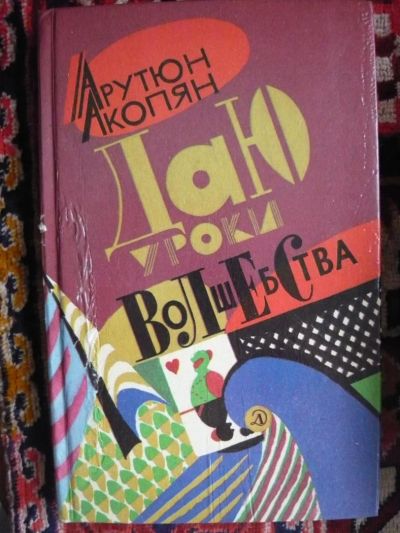 Арутюн
Акопян
Даю
уроки
Волшебства
Д